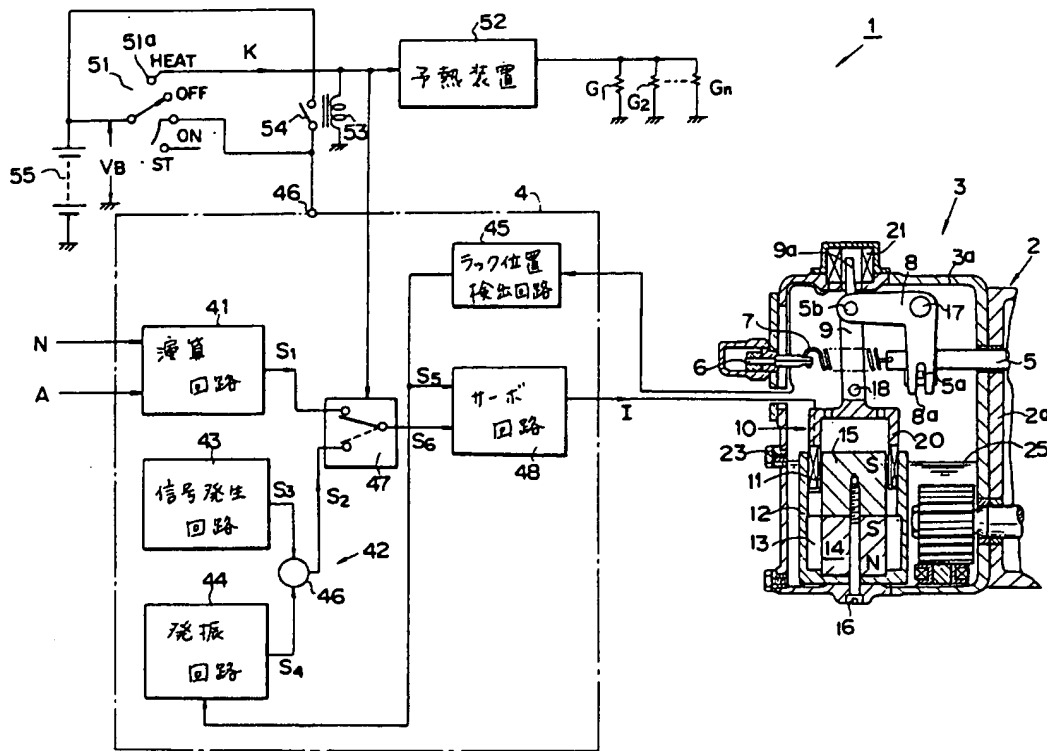 51a
HEAT
51
OFF
ON
ST
55
VB
K
52
予熱装置
54
53
G1
G2
Gn
1
46
4
45
ラック位置
検出回路
N
A
41
演算
回路
S1
43
信号発生
回路
S3
S2
42
46
44
発振
回路
S4
47
S5
S6
サーボ
回路
48
I
3
21
9a
8
3a
2
5b
17
9
7
6
5
5a
18
8a
2a
10
20
15
S
25
23
11
12
S
13
14
N
16